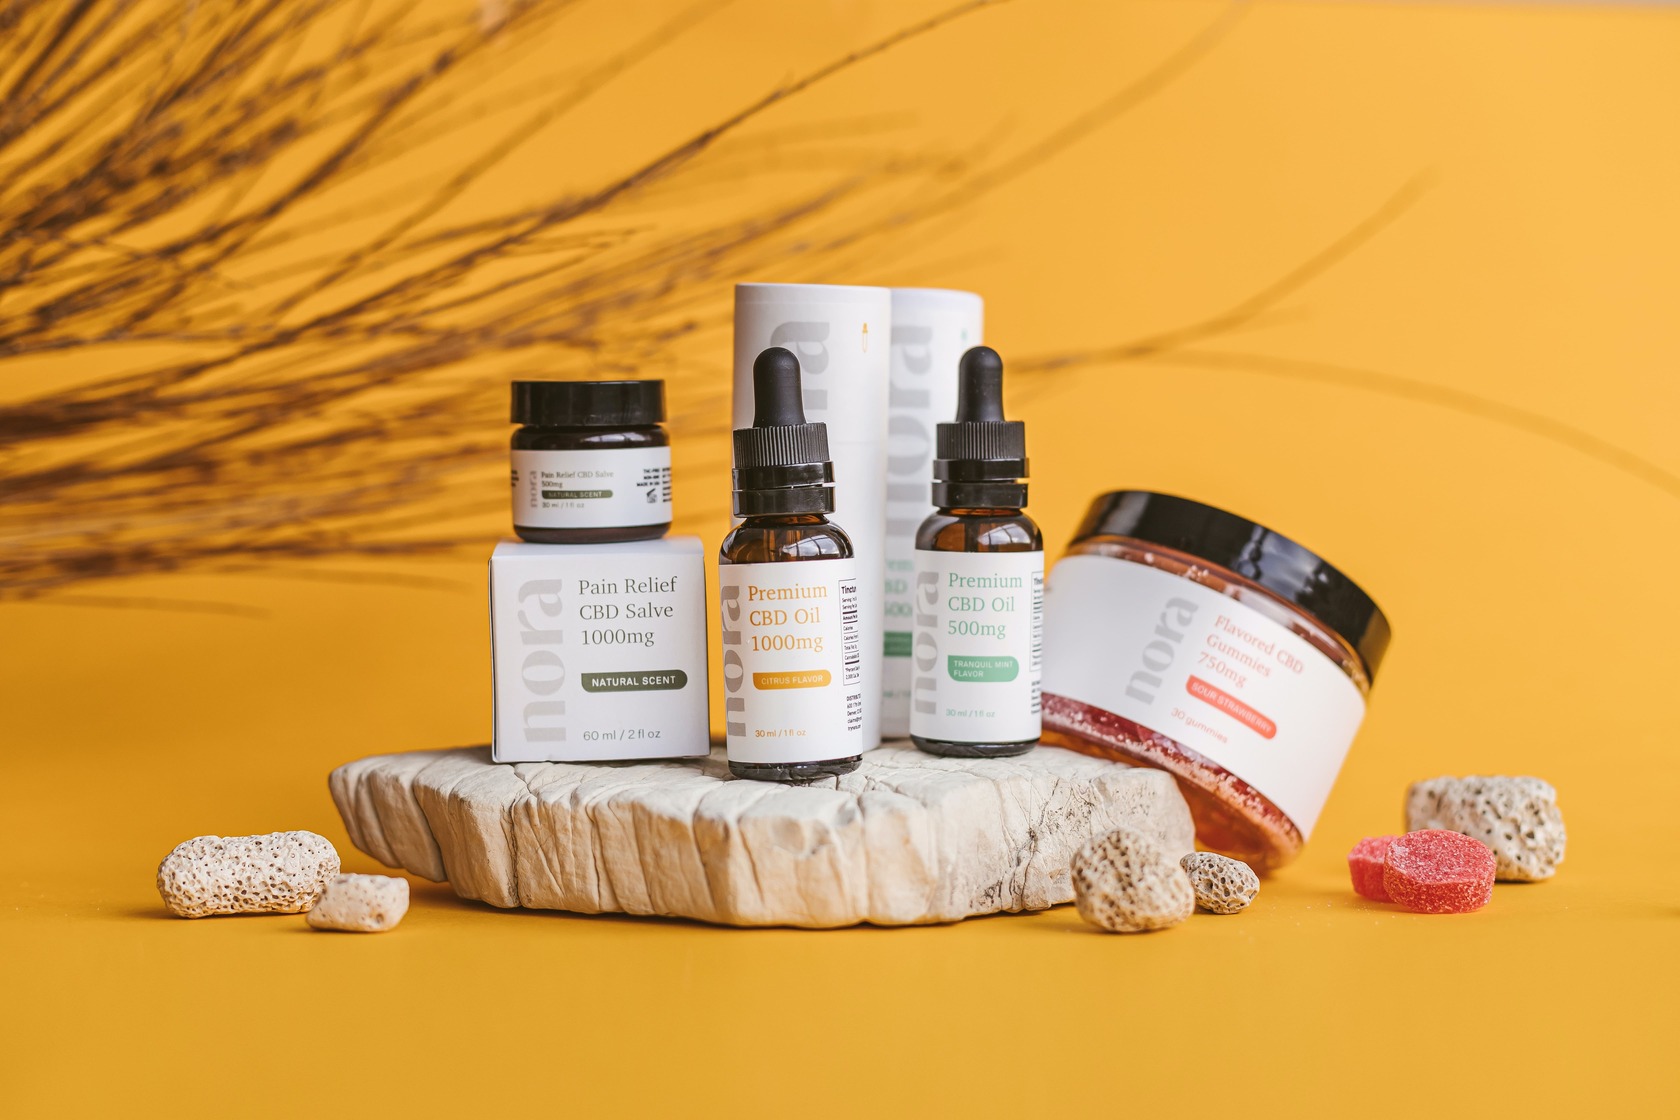 nora
Pain Relief CBD Salve
500mg
NATURAL SCENT
30 ml / 1 fl oz
nora
Pain Relief
CBD Salve
1000mg
NATURAL SCENT
60 ml / 2 fl oz
nora
nora
nora
Premium
CBD Oil
1000mg
CITRUS FLAVOR
30 ml / 1 fl oz
nora
Premium
CBD Oil
500mg
TRANQUIL MINT
FLAVOR
30 ml / 1 fl oz
nora
Flavored CBD
Gummies
750mg
SOUR STRAWBERRY
30 gummies